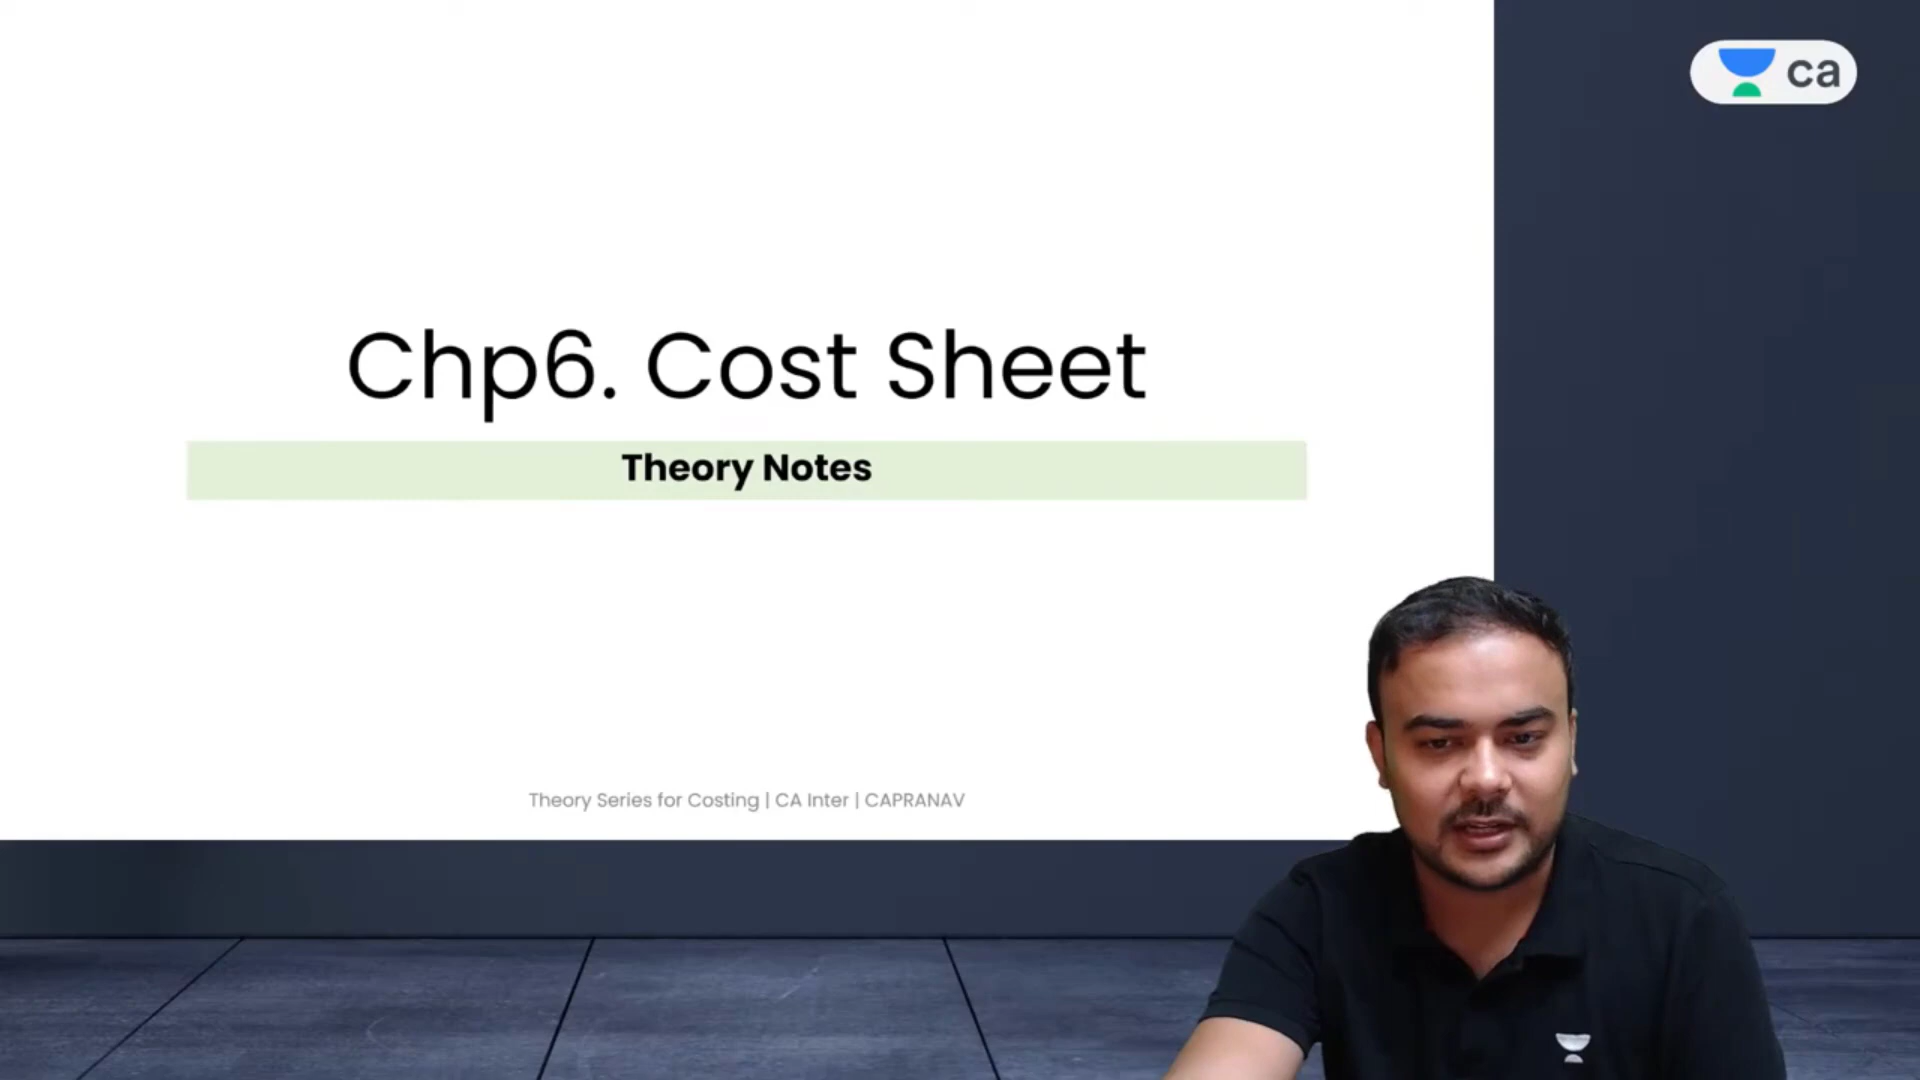 ca
Chp6. Cost Sheet
Theory Notes
Theory Series for Costing | CA Inter | CAPRANAV